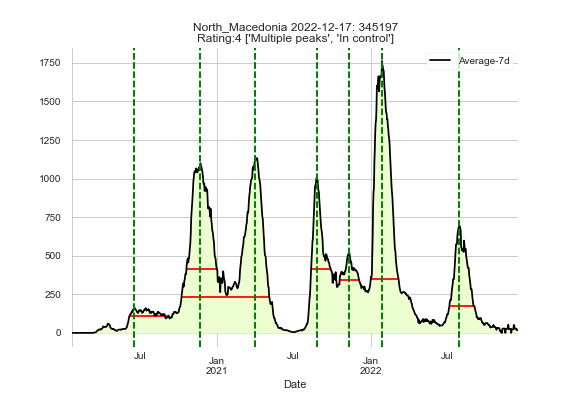 North_Macedonia 2022-12-17: 345197
Rating:4 ['Multiple peaks', 'In control']
Average-7d
1750
1500
1250
1000
750
500
250
0
Jul
Jan
2021
Jul
Jan
2022
Jul
Date